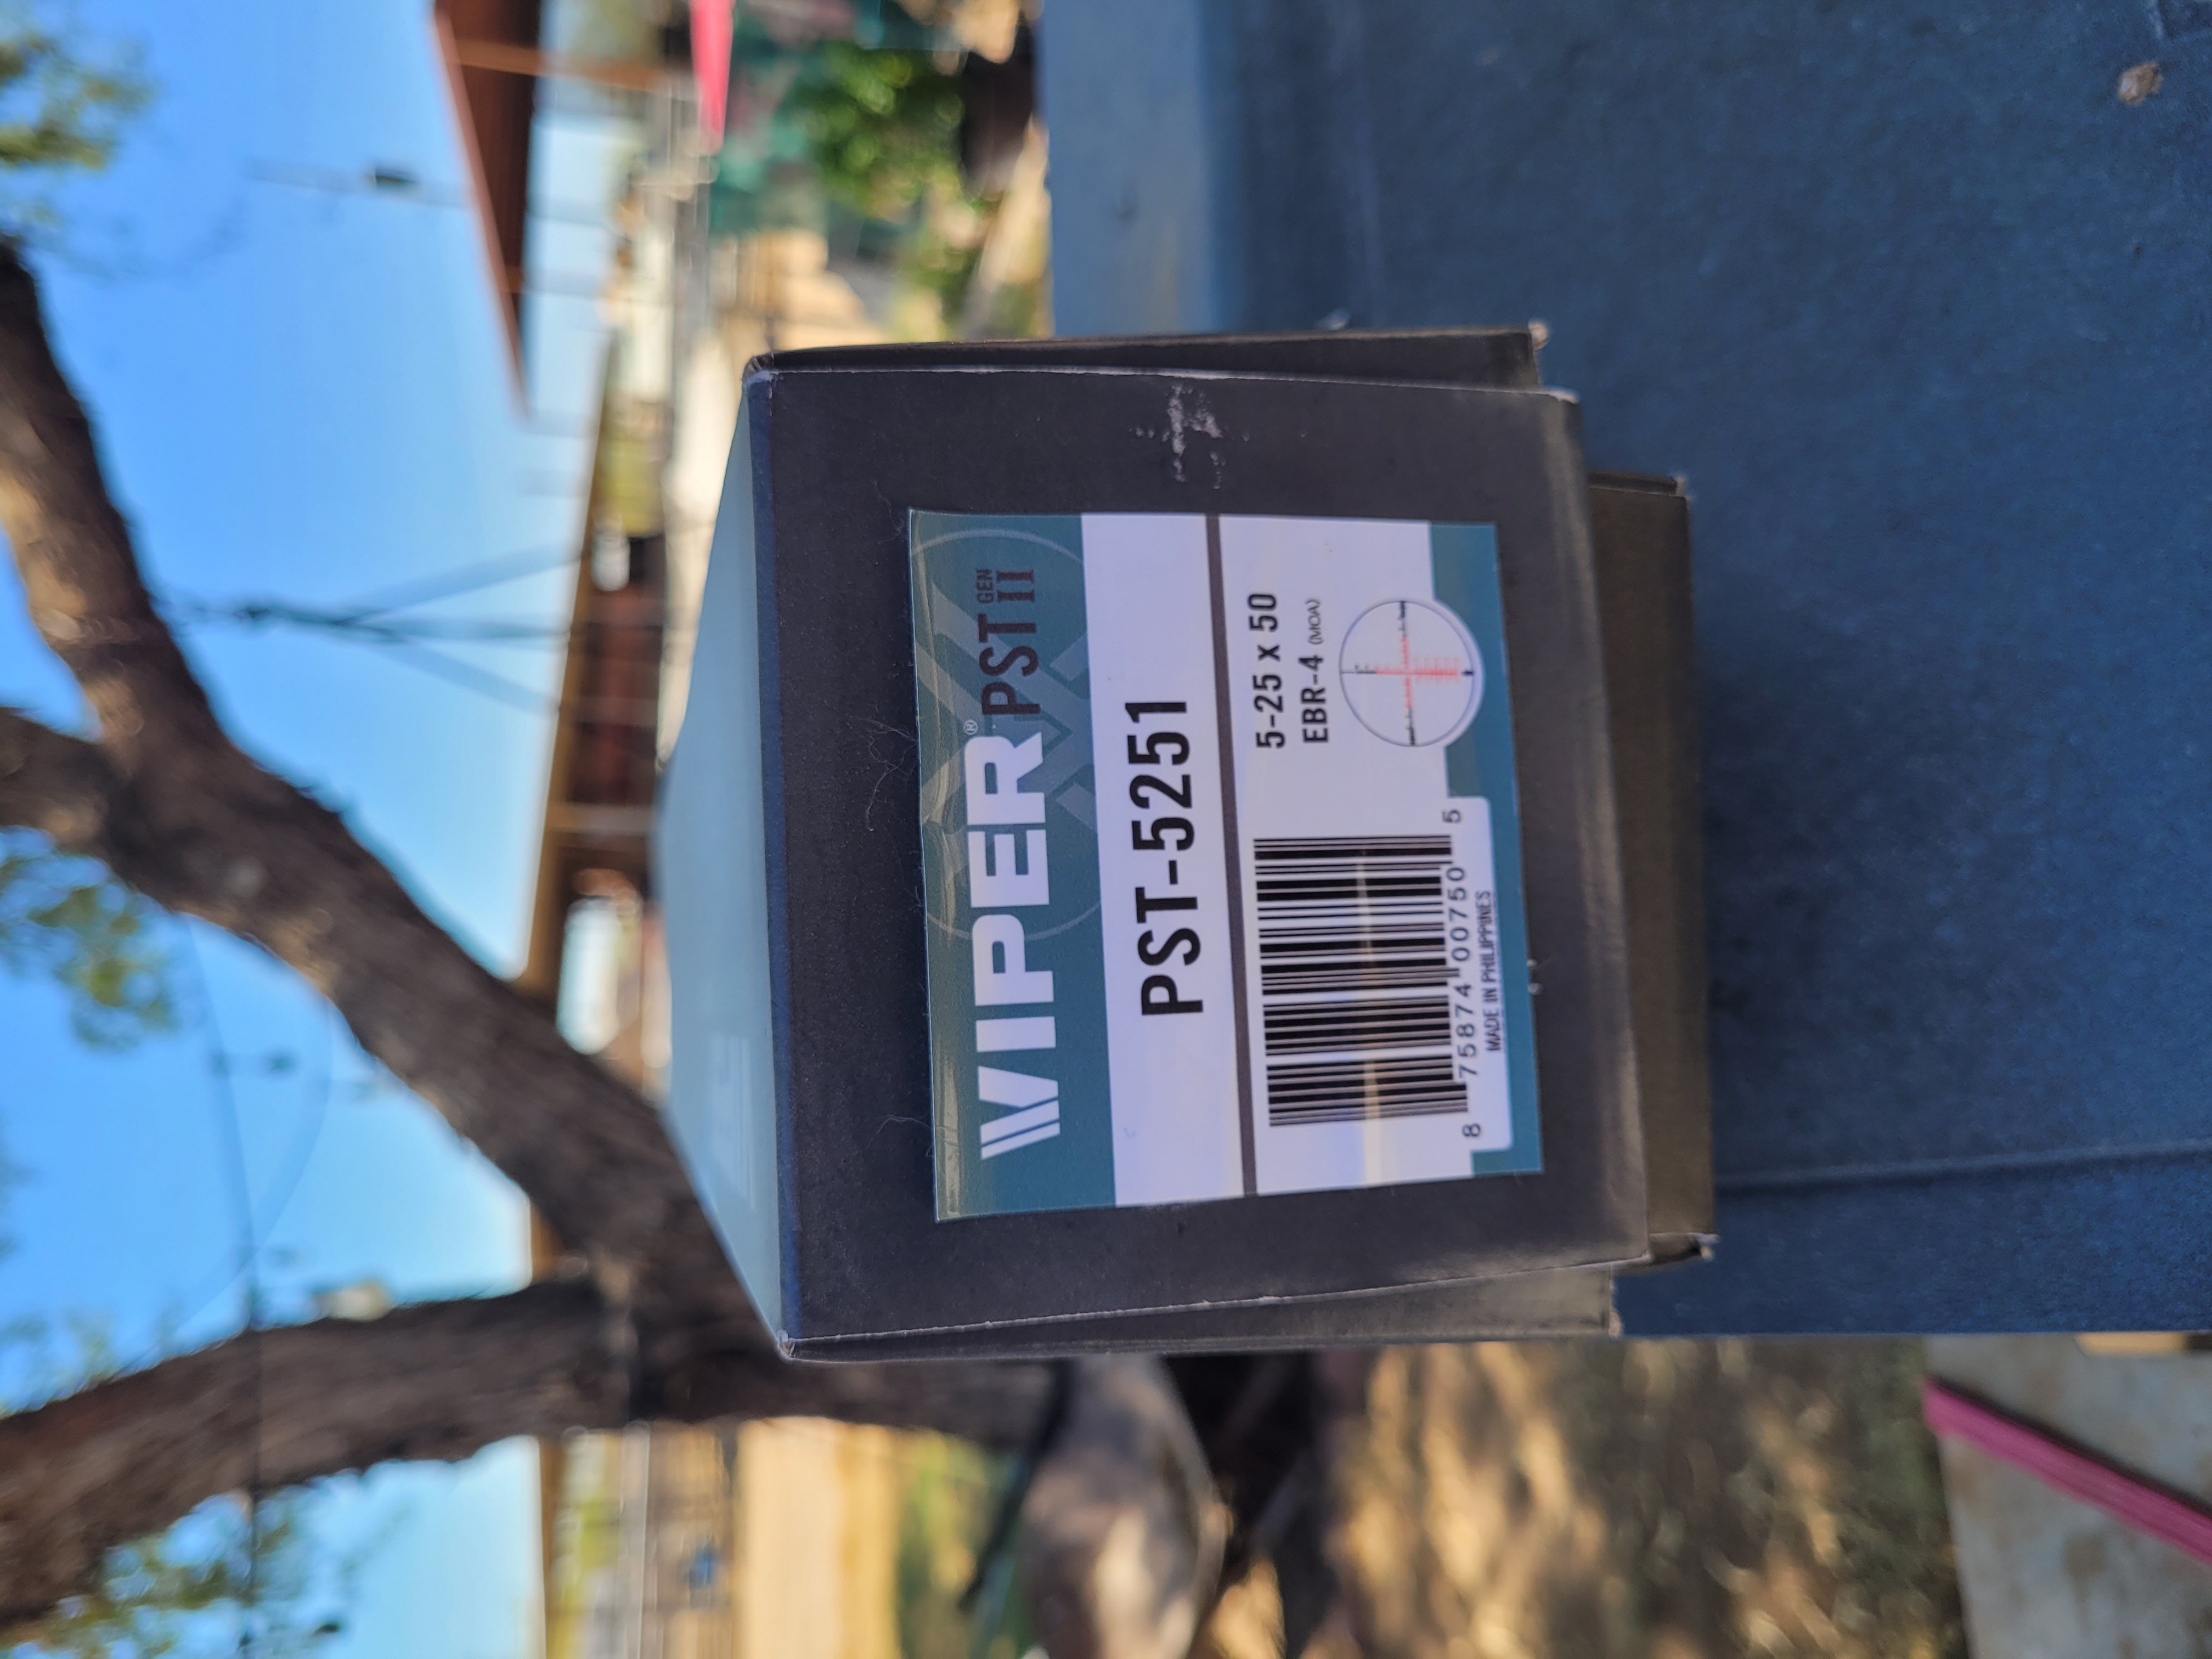 VIPER® PST GEN II
PST-5251
5-25 x 50
EBR-4 (MOA)
8 75874 00750 5
MADE IN PHILIPPINES